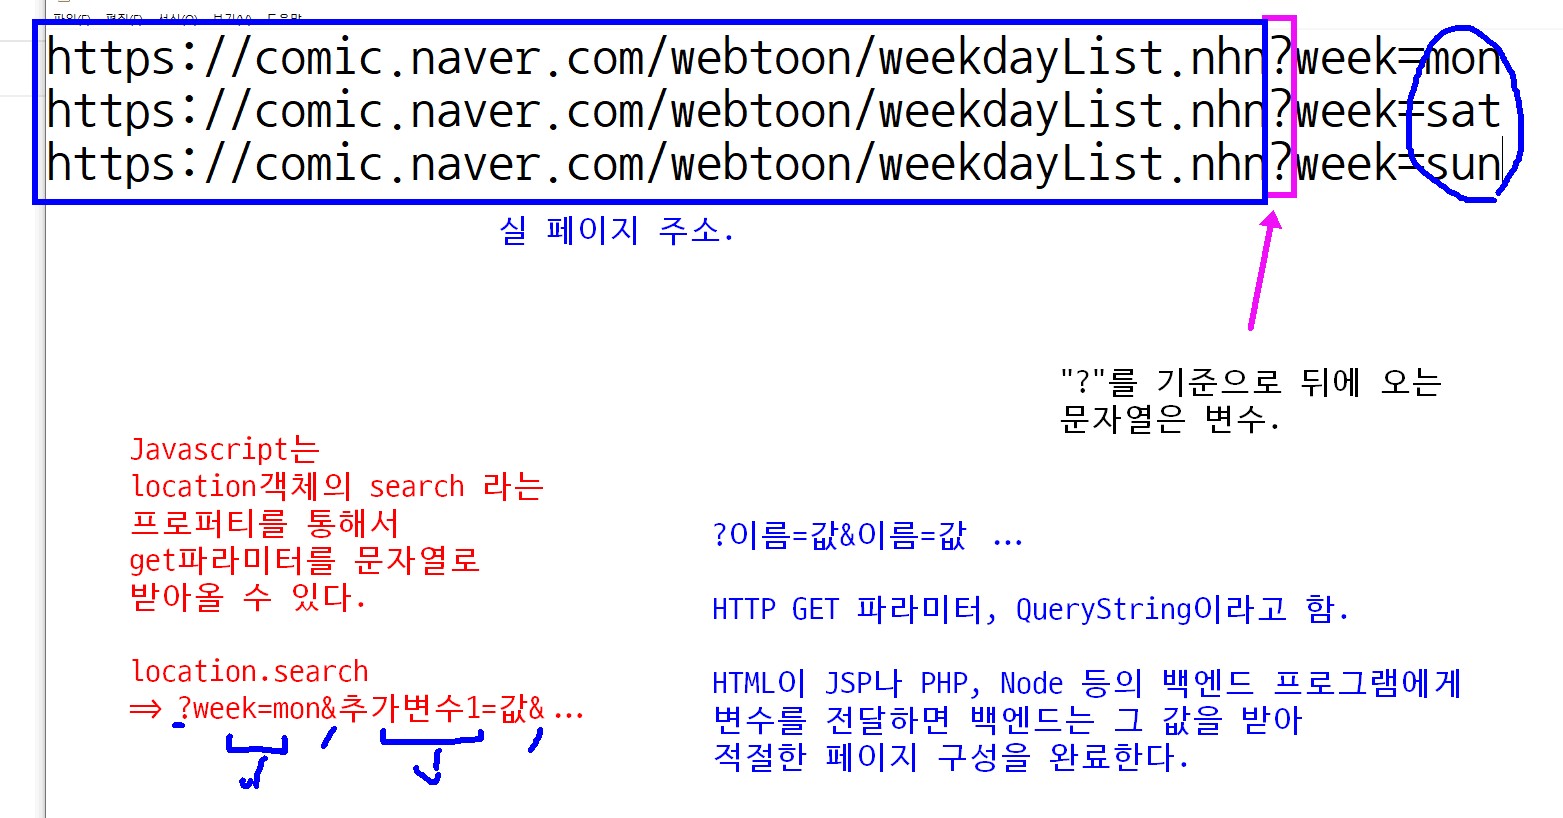 파일(F) 편집(E) 서식(O) 보기(V) 도움말
https://comic.naver.com/webtoon/weekdayList.nhn?week=mon
https://comic.naver.com/webtoon/weekdayList.nhn?week=sat
https://comic.naver.com/webtoon/weekdayList.nhn?week=sun
실 페이지 주소.
"?"를 기준으로 뒤에 오는
문자열은 변수.
Javascript는
location객체의 search 라는
프로퍼티를 통해서
get파라미터를 문자열로
받아올 수 있다.
location.search
=> ?week=mon&추가변수1=값& ...
?이름=값&이름=값 ...
HTTP GET 파라미터, QueryString이라고 함.
HTML이 JSP나 PHP, Node 등의 백엔드 프로그램에게
변수를 전달하면 백엔드는 그 값을 받아
적절한 페이지 구성을 완료한다.